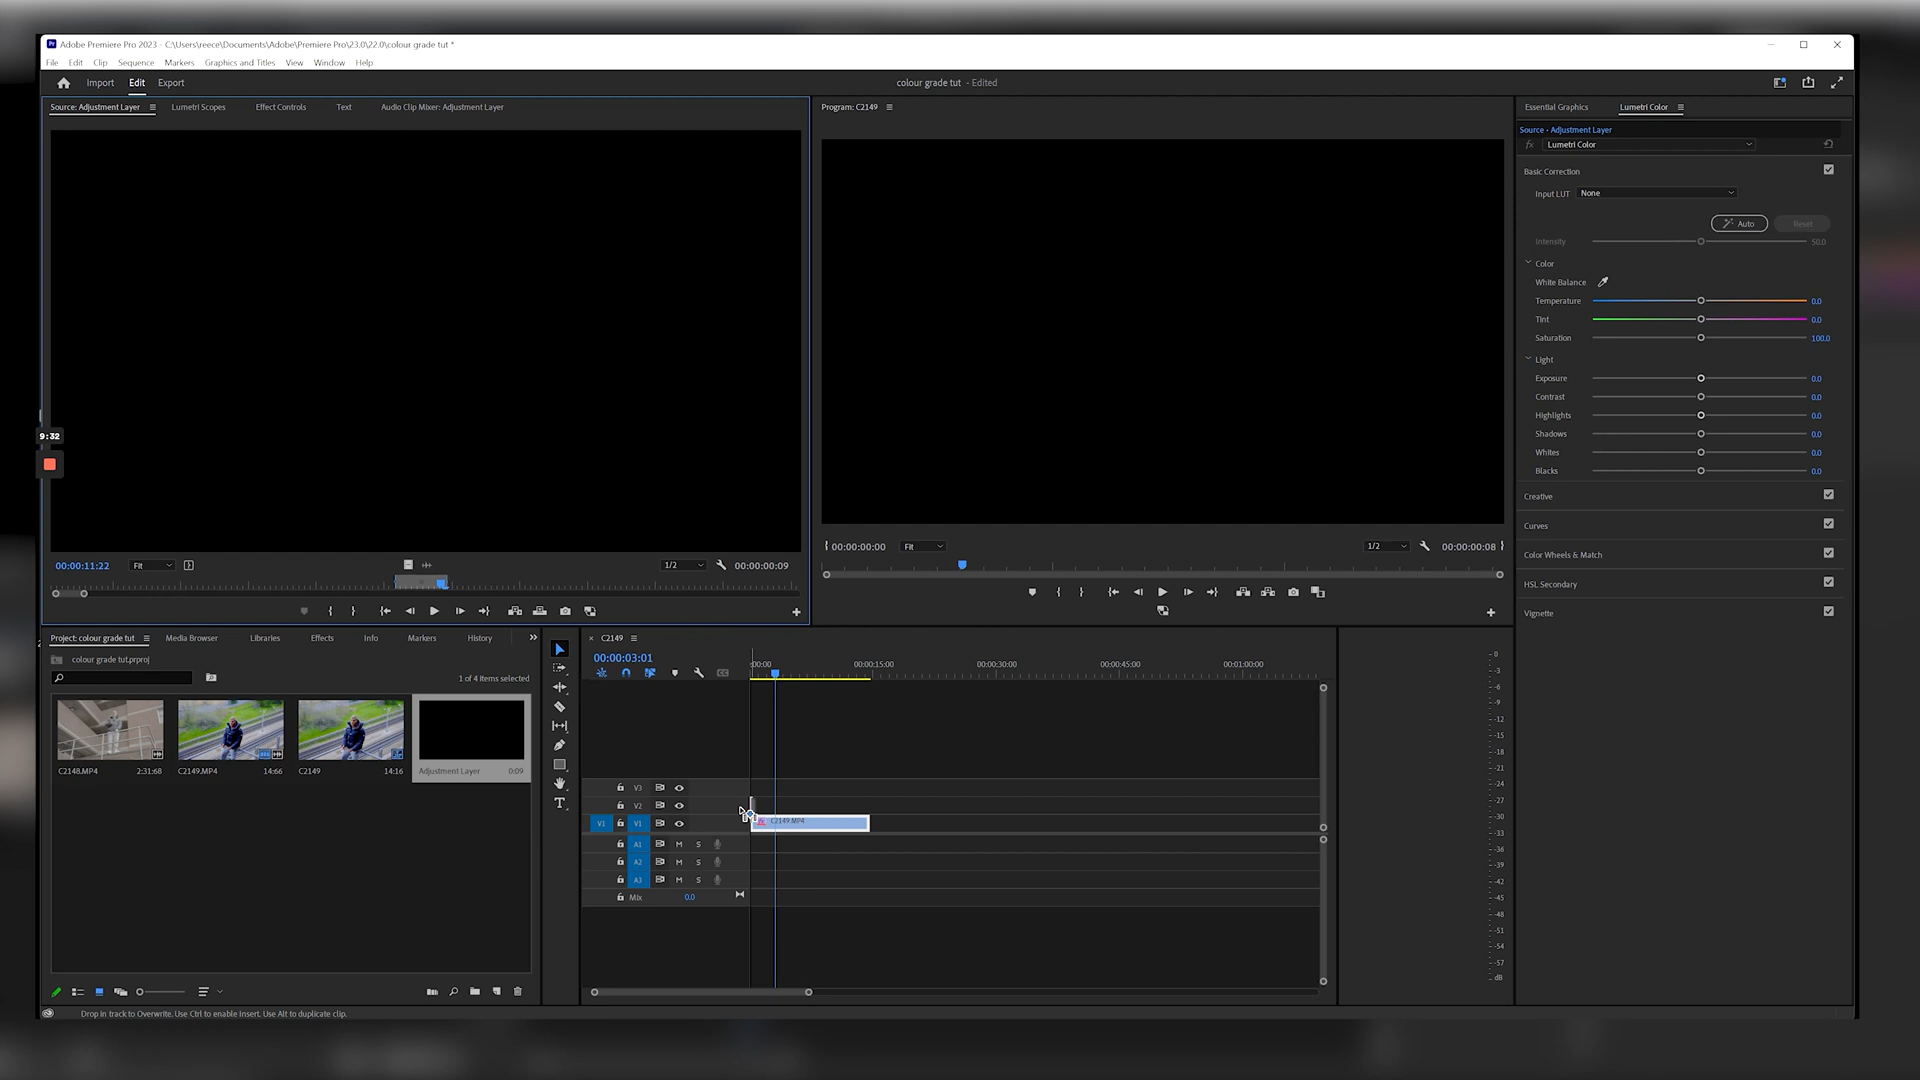 Adobe Premiere Pro 2023 - C:\Users\reece\Documents\Adobe\Premiere Pro\23.0\22.0\colour grade tut *
File Edit Clip Sequence Markers Graphics and Titles View Window Help
Import Edit Export
colour grade tut - Edited
Source: Adjustment Layer Lumetri Scopes Effect Controls Text Audio Clip Mixer: Adjustment Layer
Program: C2149
Essential Graphics Lumetri Color
Source · Adjustment Layer
fx Lumetri Color
Basic Correction
Input LUT None
Auto Reset
Intensity 50.0
Color
White Balance
Temperature 0.0
Tint 0.0
Saturation 100.0
Light
Exposure 0.0
Contrast 0.0
Highlights 0.0
Shadows 0.0
Whites 0.0
Blacks 0.0
Creative
Curves
Color Wheels & Match
HSL Secondary
Vignette
9:32
00:00:11:22 Fit 1/2 00:00:00:09
00:00:00:00 Fit 1/2 00:00:00:08
Project: colour grade tut Media Browser Libraries Effects Info Markers History
colour grade tut.prproj
1 of 4 items selected
C2148.MP4 2:31:68
C2149.MP4 14:66
C2149 14:16
Adjustment Layer 0:09
C2149
00:00:03:01
:00:00 00:00:15:00 00:00:30:00 00:00:45:00 00:01:00:00
V3
V2
V1 V1 fx C2149.MP4
A1 M S
A2 M S
A3 M S
Mix 0.0
0
-3
-6
-9
-12
-15
-18
-21
-24
-27
-30
-33
-36
-39
-42
-45
-48
-51
-54
-57
dB
Drop in track to Overwrite. Use Ctrl to enable Insert. Use Alt to duplicate clip.